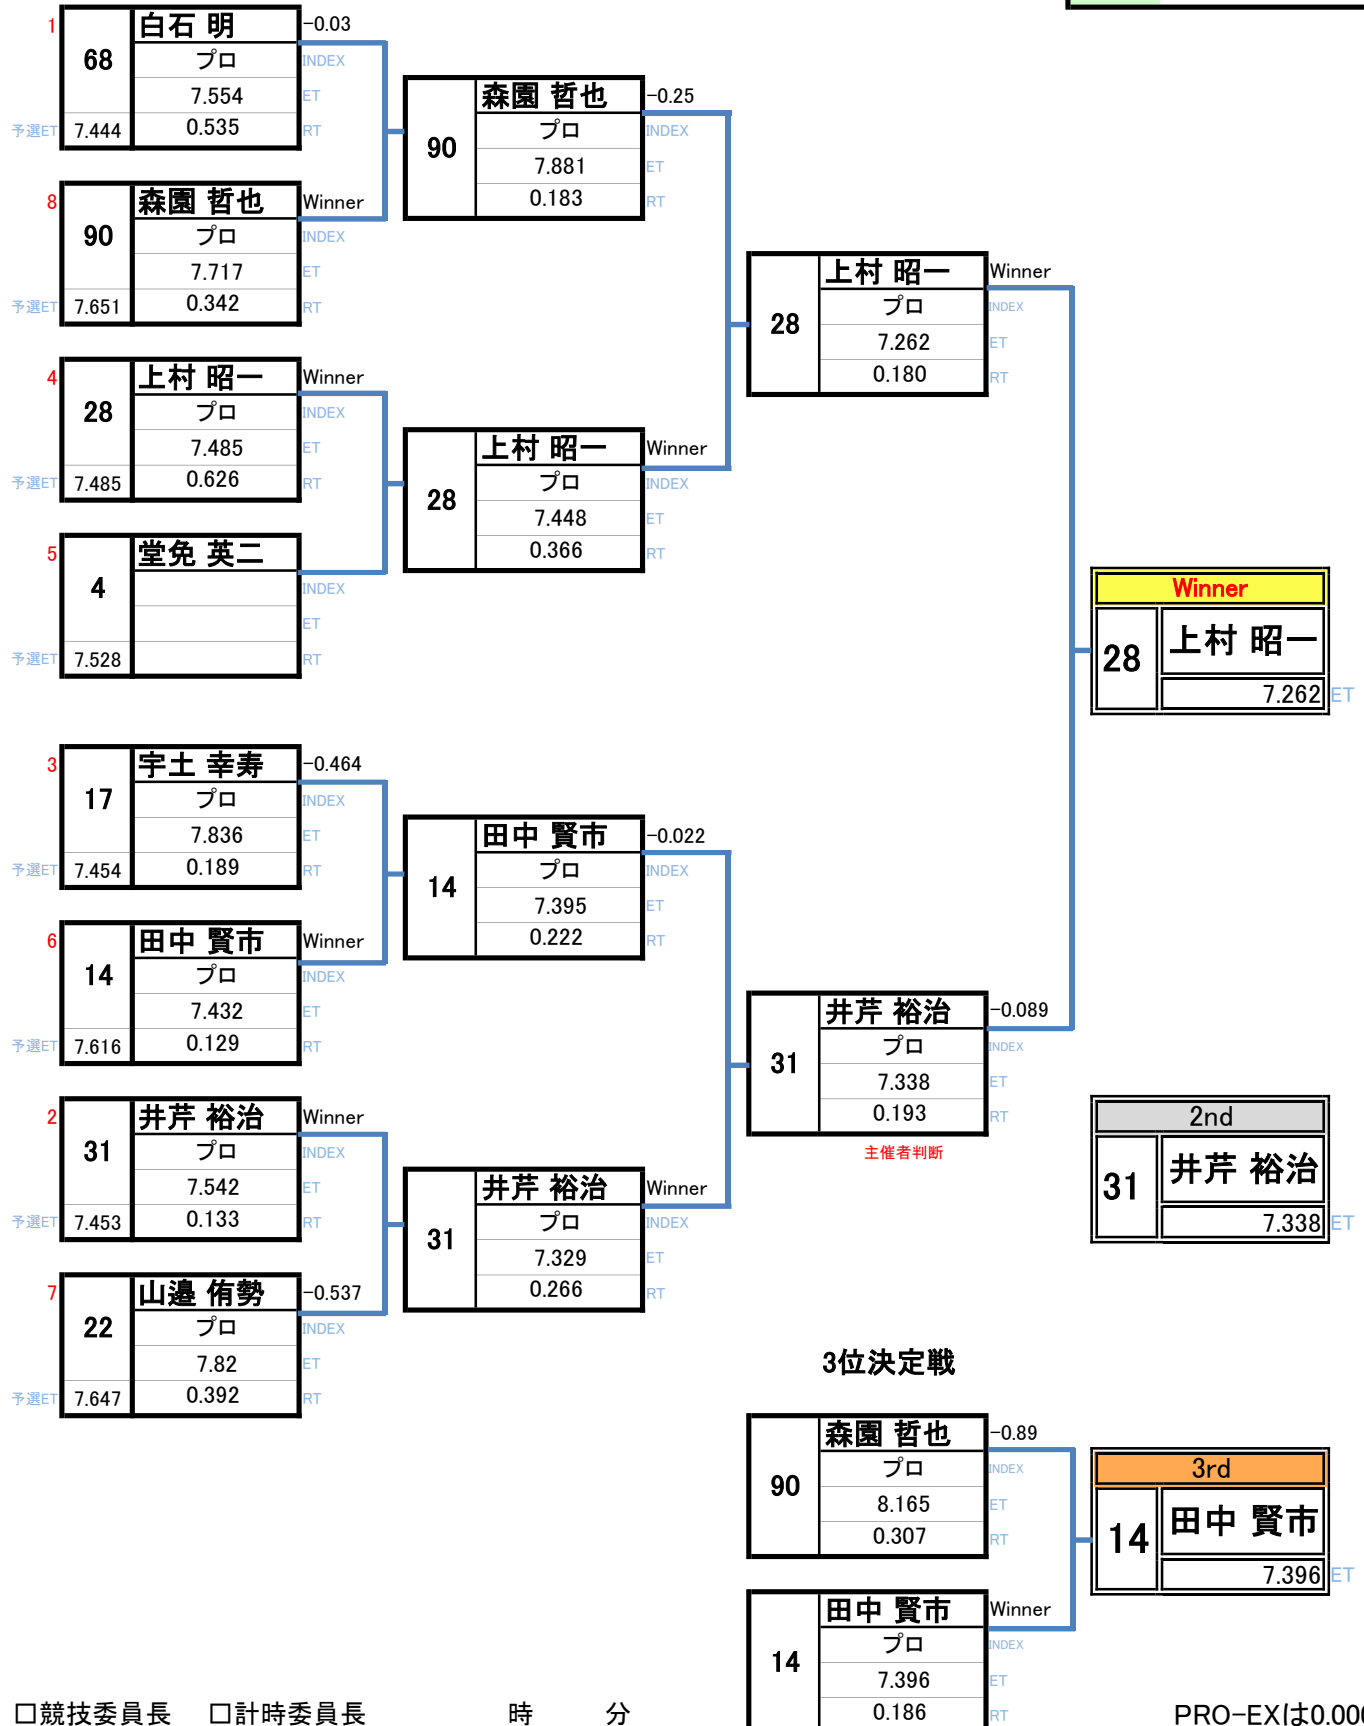 1
68
白石 明
-0.03
プロ
INDEX
7.554
ET
予選ET
7.444
0.535
RT
8
90
森園 哲也
Winner
プロ
INDEX
7.717
ET
予選ET
7.651
0.342
RT
4
28
上村 昭一
Winner
プロ
INDEX
7.485
ET
予選ET
7.485
0.626
RT
5
4
堂免 英二
INDEX
ET
予選ET
7.528
RT
3
17
宇土 幸寿
-0.464
プロ
INDEX
7.836
ET
予選ET
7.454
0.189
RT
6
14
田中 賢市
Winner
プロ
INDEX
7.432
ET
予選ET
7.616
0.129
RT
2
31
井芹 裕治
Winner
プロ
INDEX
7.542
ET
予選ET
7.453
0.133
RT
7
22
山邉 侑勢
-0.537
プロ
INDEX
7.82
ET
予選ET
7.647
0.392
RT
90
森園 哲也
-0.25
プロ
INDEX
7.881
ET
0.183
RT
28
上村 昭一
Winner
プロ
INDEX
7.448
ET
0.366
RT
14
田中 賢市
-0.022
プロ
INDEX
7.395
ET
0.222
RT
31
井芹 裕治
Winner
プロ
INDEX
7.329
ET
0.266
RT
28
上村 昭一
Winner
プロ
INDEX
7.262
ET
0.180
RT
31
井芹 裕治
-0.089
プロ
INDEX
7.338
ET
0.193
RT
主催者判断
Winner
28
上村 昭一
7.262
ET
2nd
31
井芹 裕治
7.338
ET
3位決定戦
90
森園 哲也
-0.89
プロ
INDEX
8.165
ET
0.307
RT
14
田中 賢市
Winner
プロ
INDEX
7.396
ET
0.186
RT
3rd
14
田中 賢市
7.396
ET
□競技委員長 □計時委員長 時 分
PRO-EXは0.000